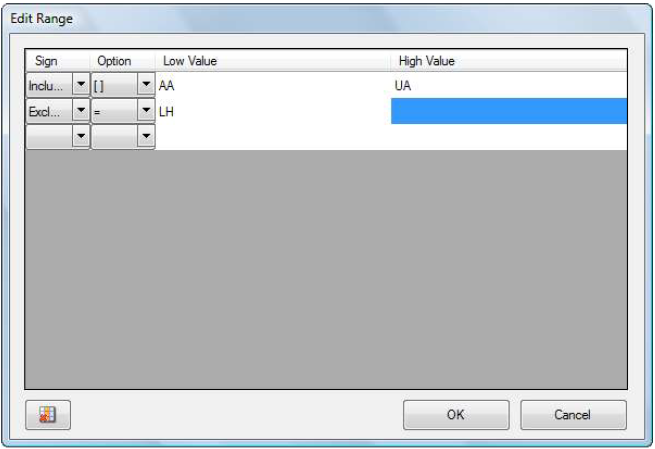 Edit Range
Sign Option Low Value High Value
Inclu... [ ] AA UA
Excl... = LH
OK Cancel